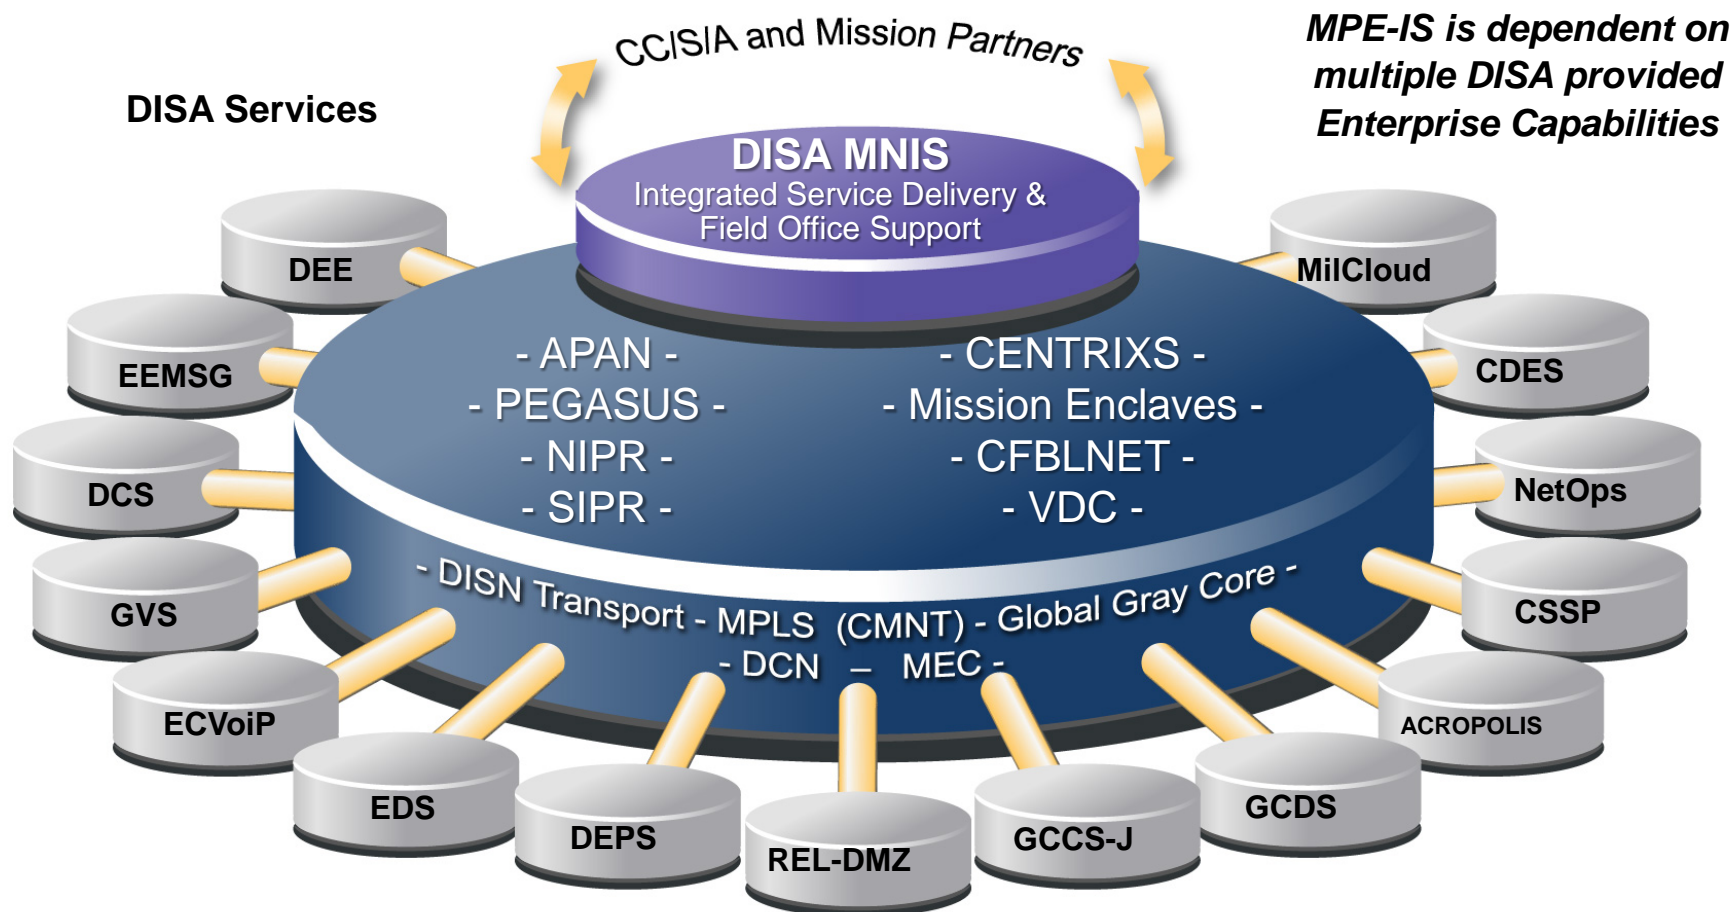 CC/S/A and Mission Partners
MPE-IS is dependent on
multiple DISA provided
Enterprise Capabilities
DISA Services
DISA MNIS
Integrated Service Delivery &
Field Office Support
DEE
MilCloud
EEMSG
CDES
DCS
NetOps
GVS
CSSP
ECVoiP
ACROPOLIS
EDS
GCDS
DEPS
GCCS-J
REL-DMZ
- APAN -
- PEGASUS -
- NIPR -
- SIPR -
- CENTRIXS -
- Mission Enclaves -
- CFBLNET -
- VDC -
- DISN Transport - MPLS (CMNT) - Global Gray Core -
- DCN – MEC -